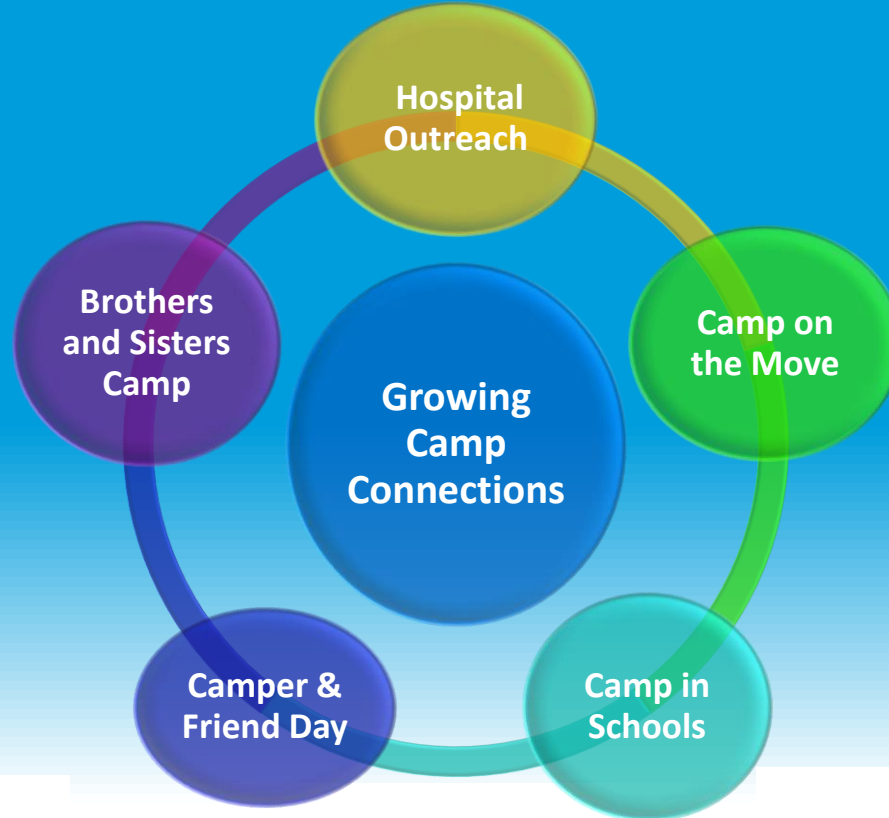 Hospital
Outreach
Brothers
and Sisters
Camp
Camp on
the Move
Growing
Camp
Connections
Camper &
Friend Day
Camp in
Schools